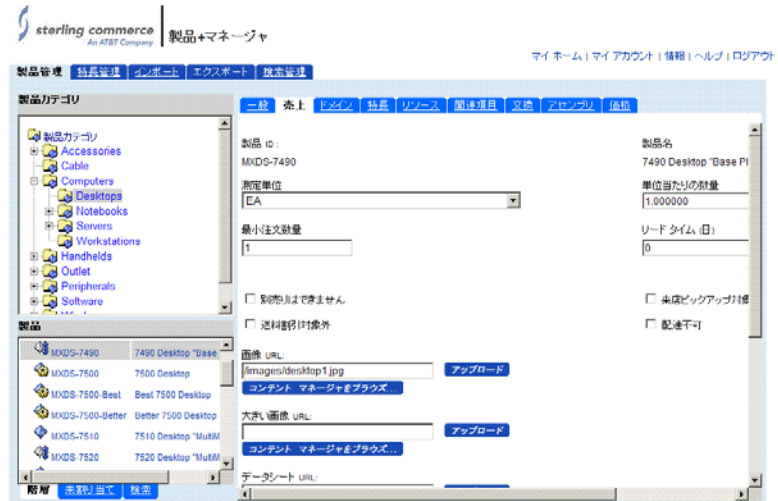 sterling commerce
An AT&T Company
製品+マネージャ
マイ ホーム | マイ アカウント | 情報 | ヘルプ | ログアウト
製品管理 特長管理 インポート エクスポート 検索管理
製品カテゴリ
製品カテゴリ
Accessories
Cable
Computers
Desktops
Notebooks
Servers
Workstations
Handhelds
Outlet
Peripherals
Software
製品
MXDS-7490 7490 Desktop "Base
MXDS-7500 7500 Desktop
MXDS-7500-Best Best 7500 Desktop
MXDS-7500-Better Better 7500 Desktop
MXDS-7510 7510 Desktop "MultiM
MXDS-7520 7520 Desktop "MultiM
階層 未割り当て 検索
一般 売上 ドメイン 特長 リソース 関連項目 交換 アセンブリ 価格
製品 ID: 製品名
MXDS-7490 7490 Desktop "Base Pl
測定単位 単位当たりの数量
EA 1.000000
最小注文数量 リード タイム (日)
1 0
別売りはできません 来店ピックアップ対象
送料割引対象外 配達不可
画像 URL:
/images/desktop1.jpg アップロード
コンテント マネージャをブラウズ...
大きい画像 URL:
アップロード
コンテント マネージャをブラウズ...
データシート URL: